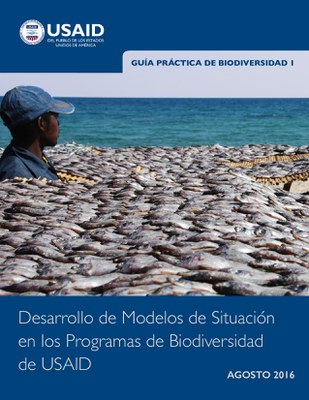 USAID
DEL PUEBLO DE LOS ESTADOS
UNIDOS DE AMÉRICA
GUÍA PRÁCTICA DE BIODIVERSIDAD I
Desarrollo de Modelos de Situación
en los Programas de Biodiversidad
de USAID
AGOSTO 2016